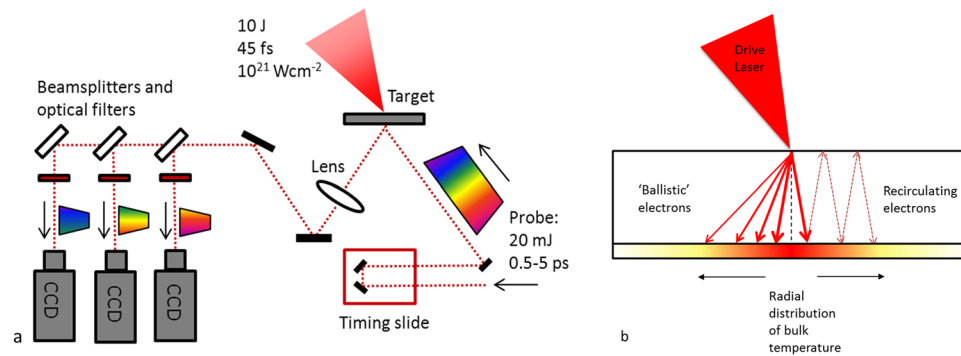 10 J
45 fs
10²¹ Wcm⁻²
Beamsplitters and
optical filters
Target
Lens
Probe:
20 mJ
0.5-5 ps
CCD
CCD
CCD
Timing slide
a
Drive
Laser
'Ballistic'
electrons
Recirculating
electrons
Radial
distribution
of bulk
temperature
b